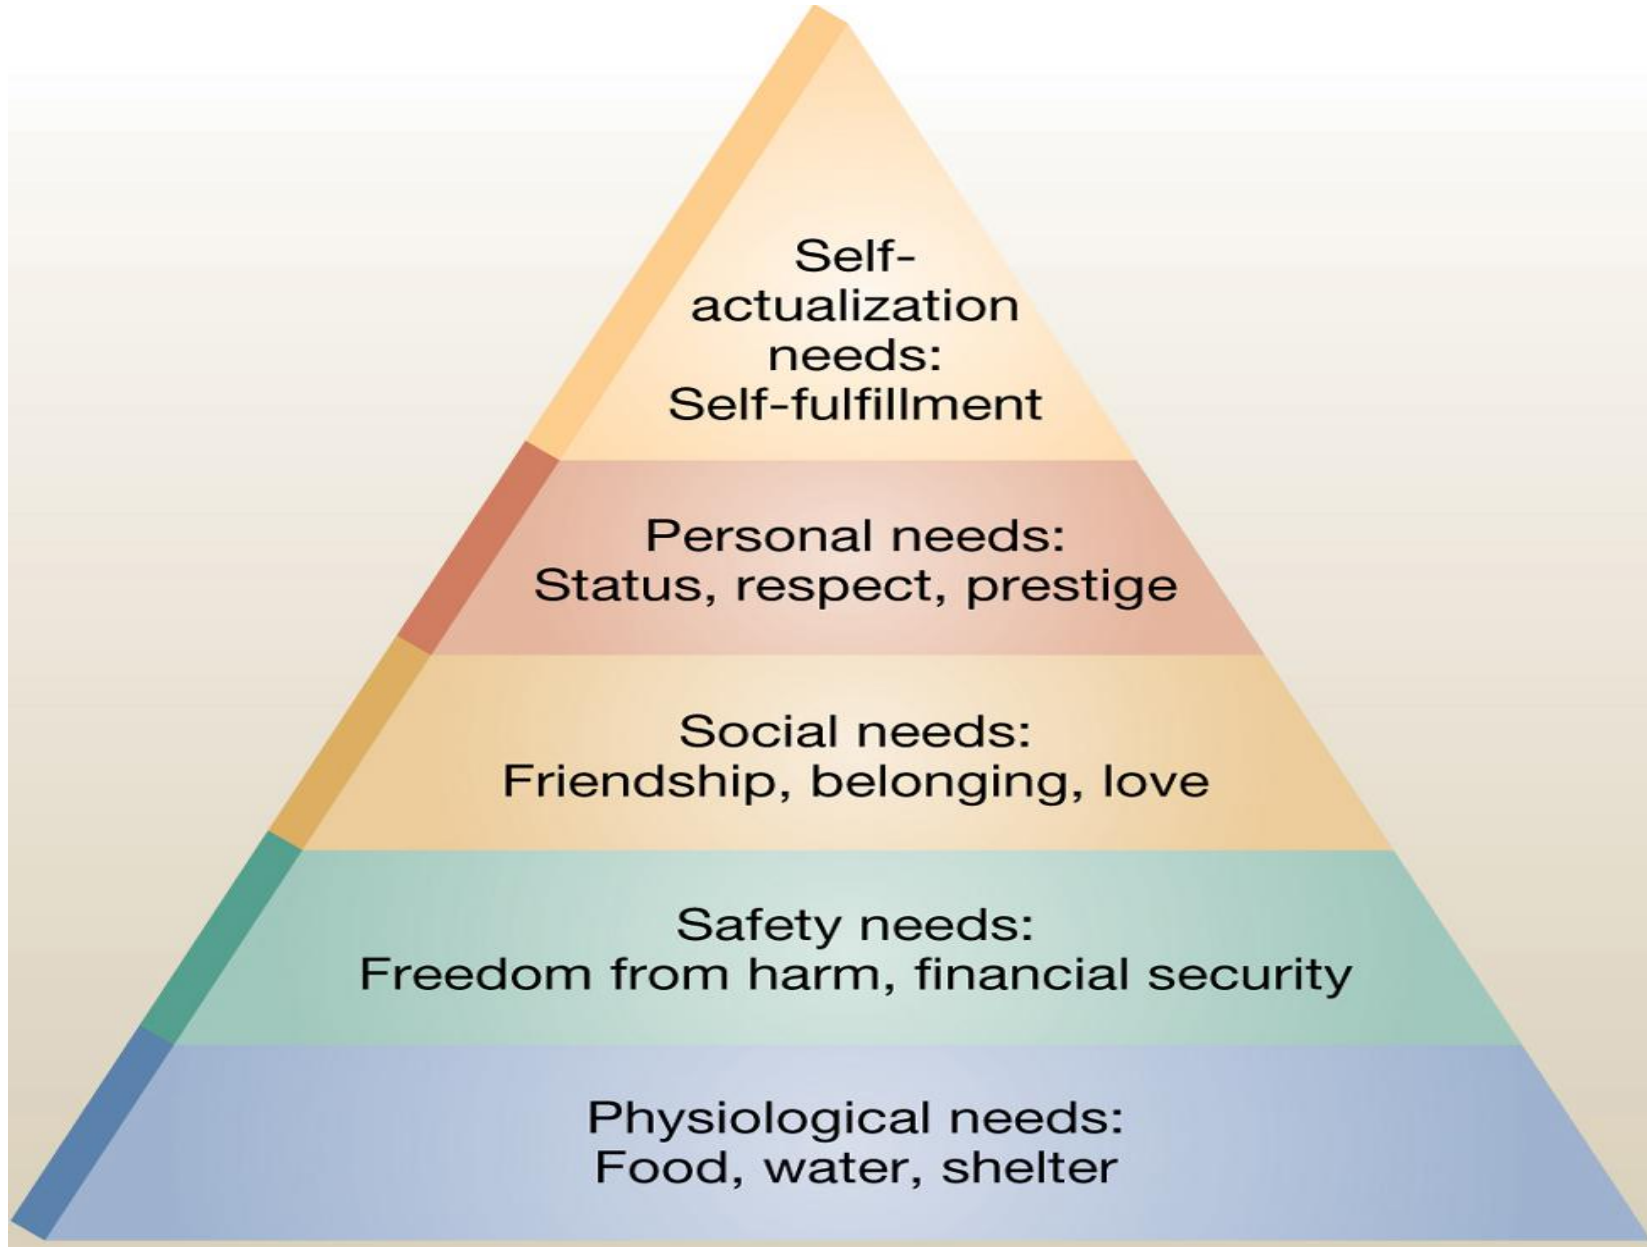 Self-
actualization
needs:
Self-fulfillment
Personal needs:
Status, respect, prestige
Social needs:
Friendship, belonging, love
Safety needs:
Freedom from harm, financial security
Physiological needs:
Food, water, shelter